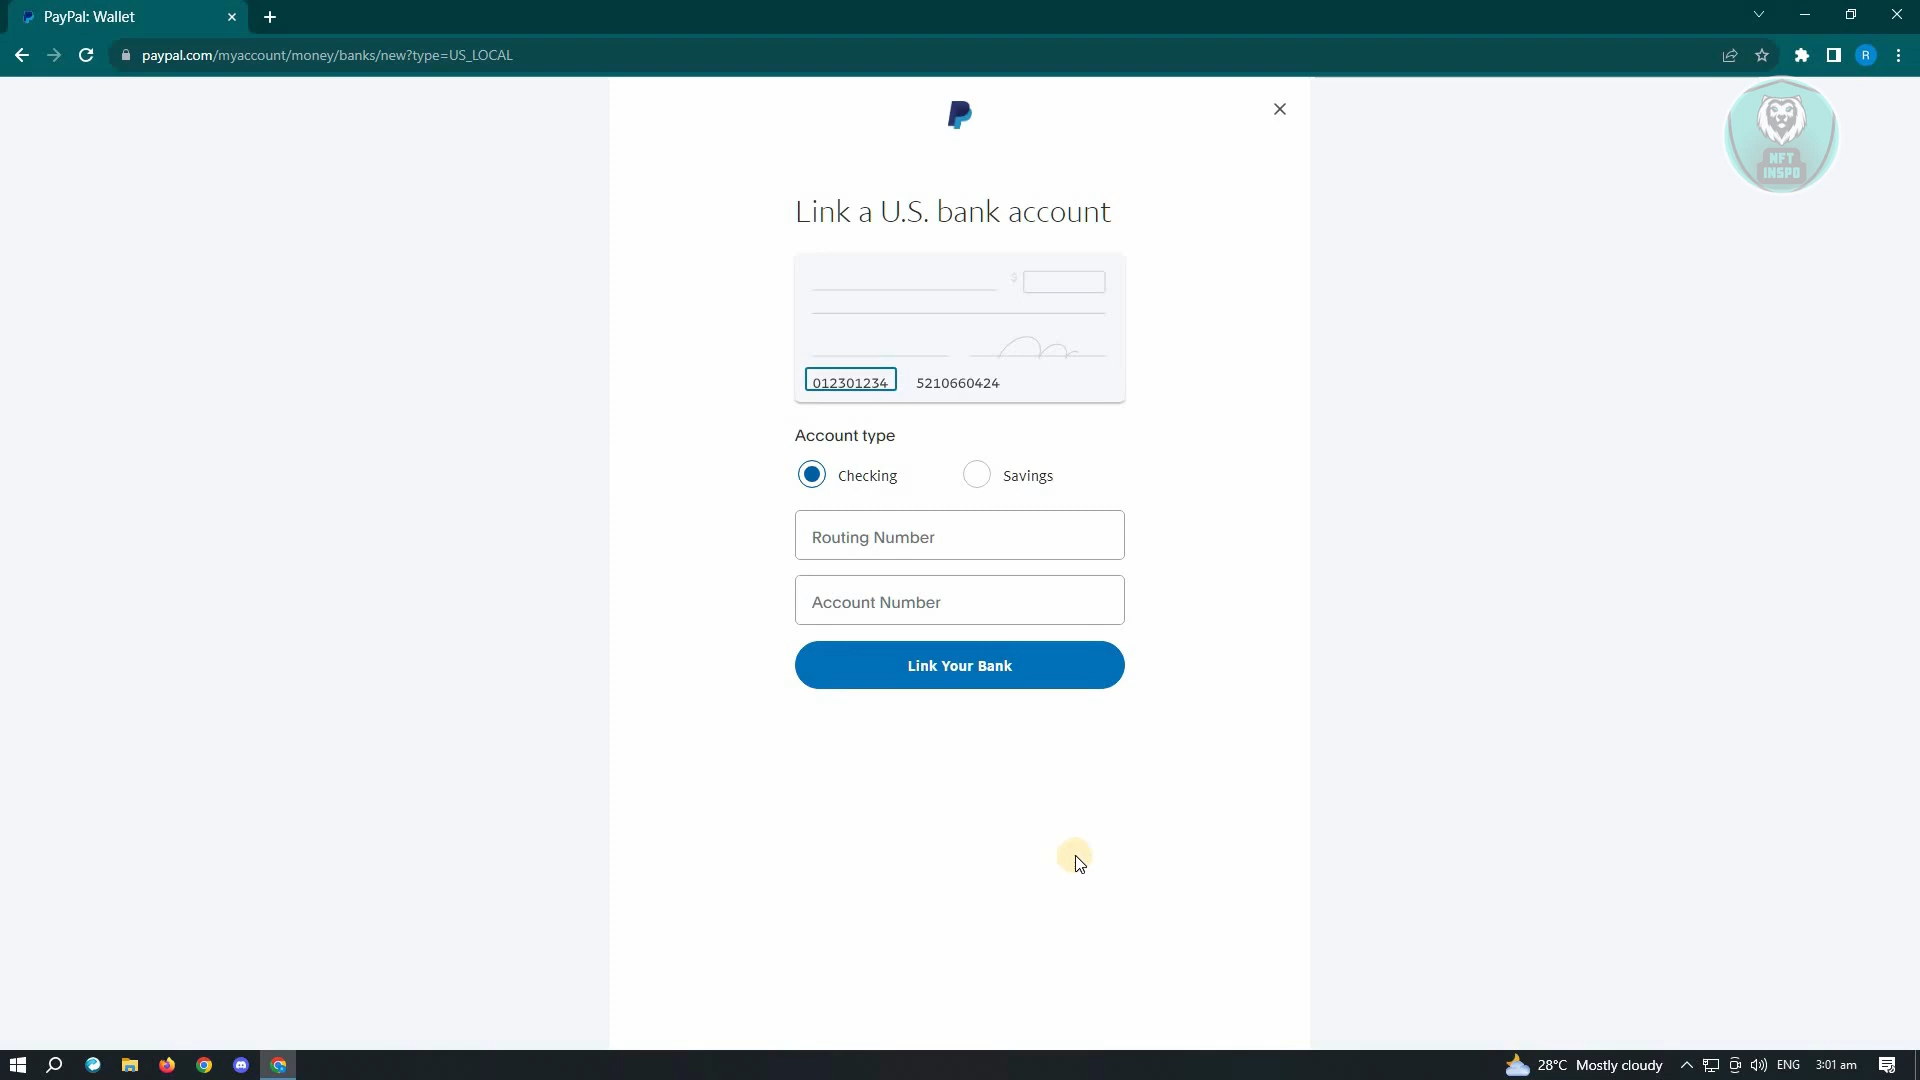 PayPal: Wallet
paypal.com/myaccount/money/banks/new?type=US_LOCAL
R
NFT
INSPO
Link a U.S. bank account
$
012301234 5210660424
Account type
Checking Savings
Routing Number
Account Number
Link Your Bank
28°C Mostly cloudy ENG 3:01 am